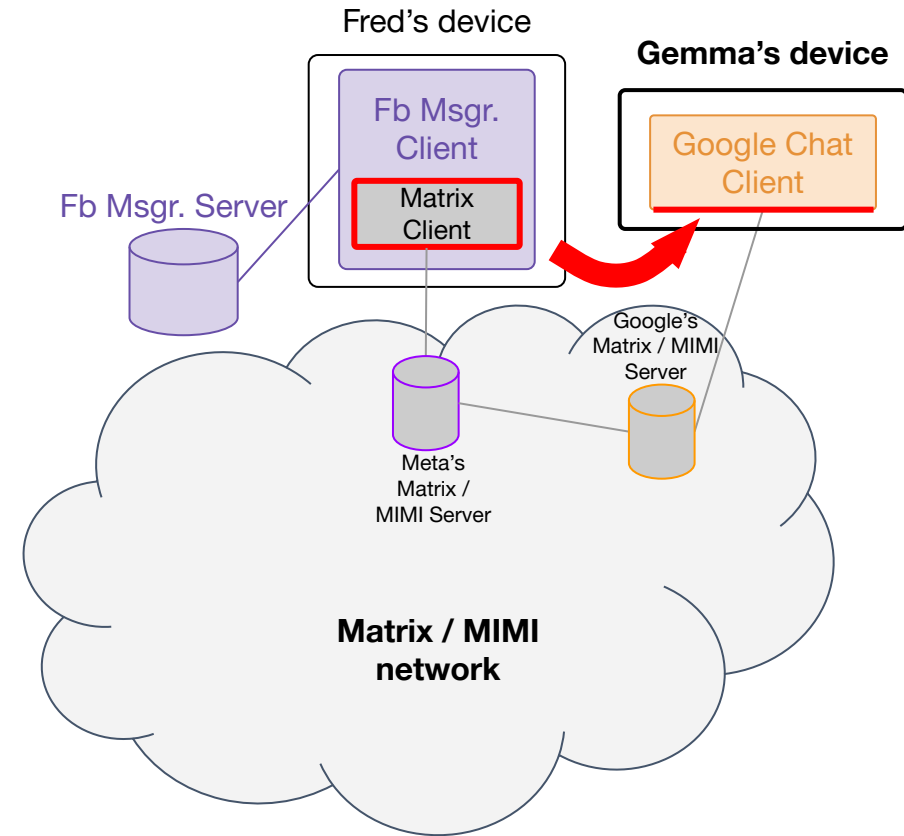 Fred’s device
Gemma’s device
Fb Msgr.
Client
Google Chat
Client
Matrix
Client
Fb Msgr. Server
Google’s
Matrix / MIMI
Server
Meta’s
Matrix /
MIMI Server
Matrix / MIMI
network